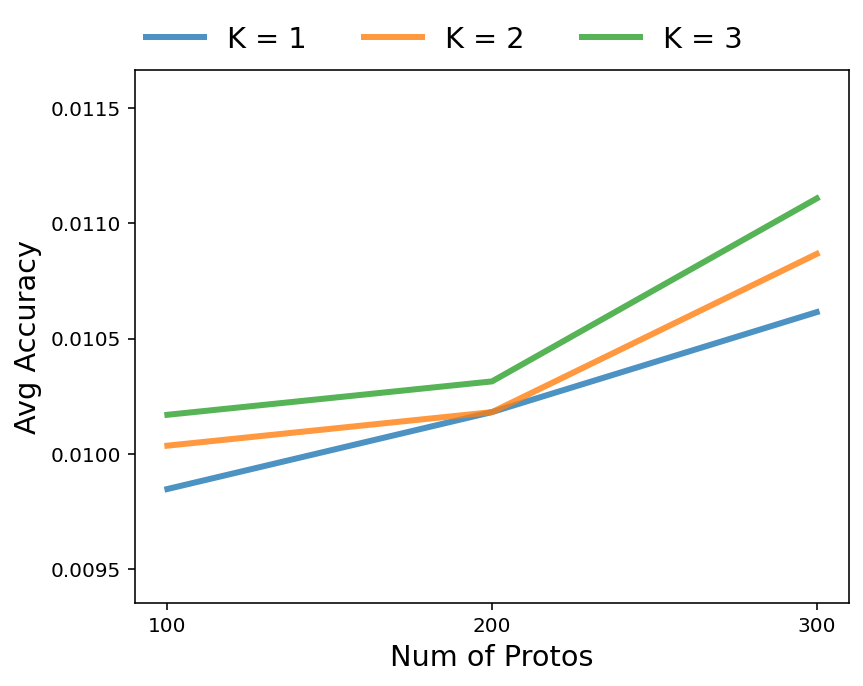 K = 1 K = 2 K = 3
0.0115
0.0110
0.0105
0.0100
0.0095
Avg Accuracy
100 200 300
Num of Protos